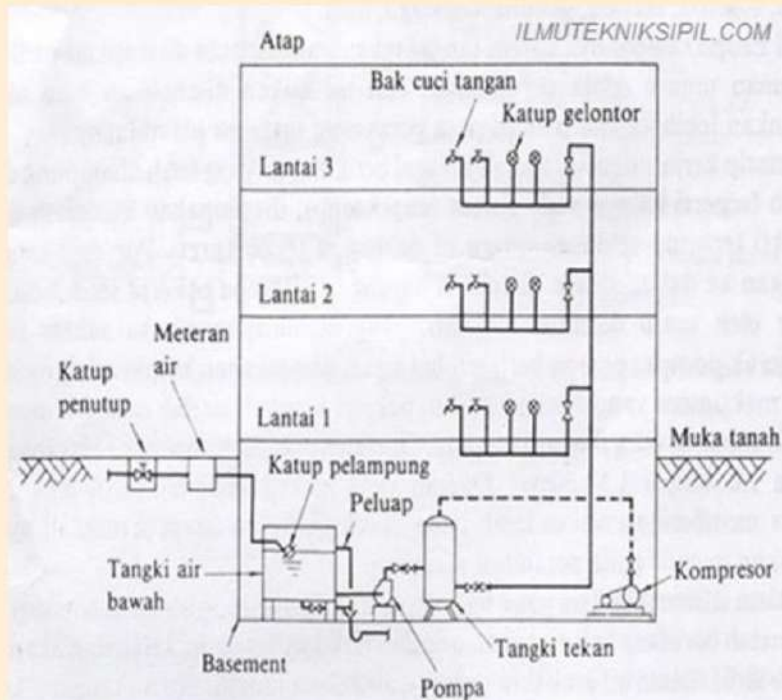 ILMUTEKNIKSIPIL.COM
Atap
Bak cuci tangan
Katup gelontor
Lantai 3
Lantai 2
Meteran
air
Katup
penutup
Lantai 1
Muka tanah
Katup pelampung
Peluap
Tangki air
bawah
Kompresor
Basement
Tangki tekan
Pompa